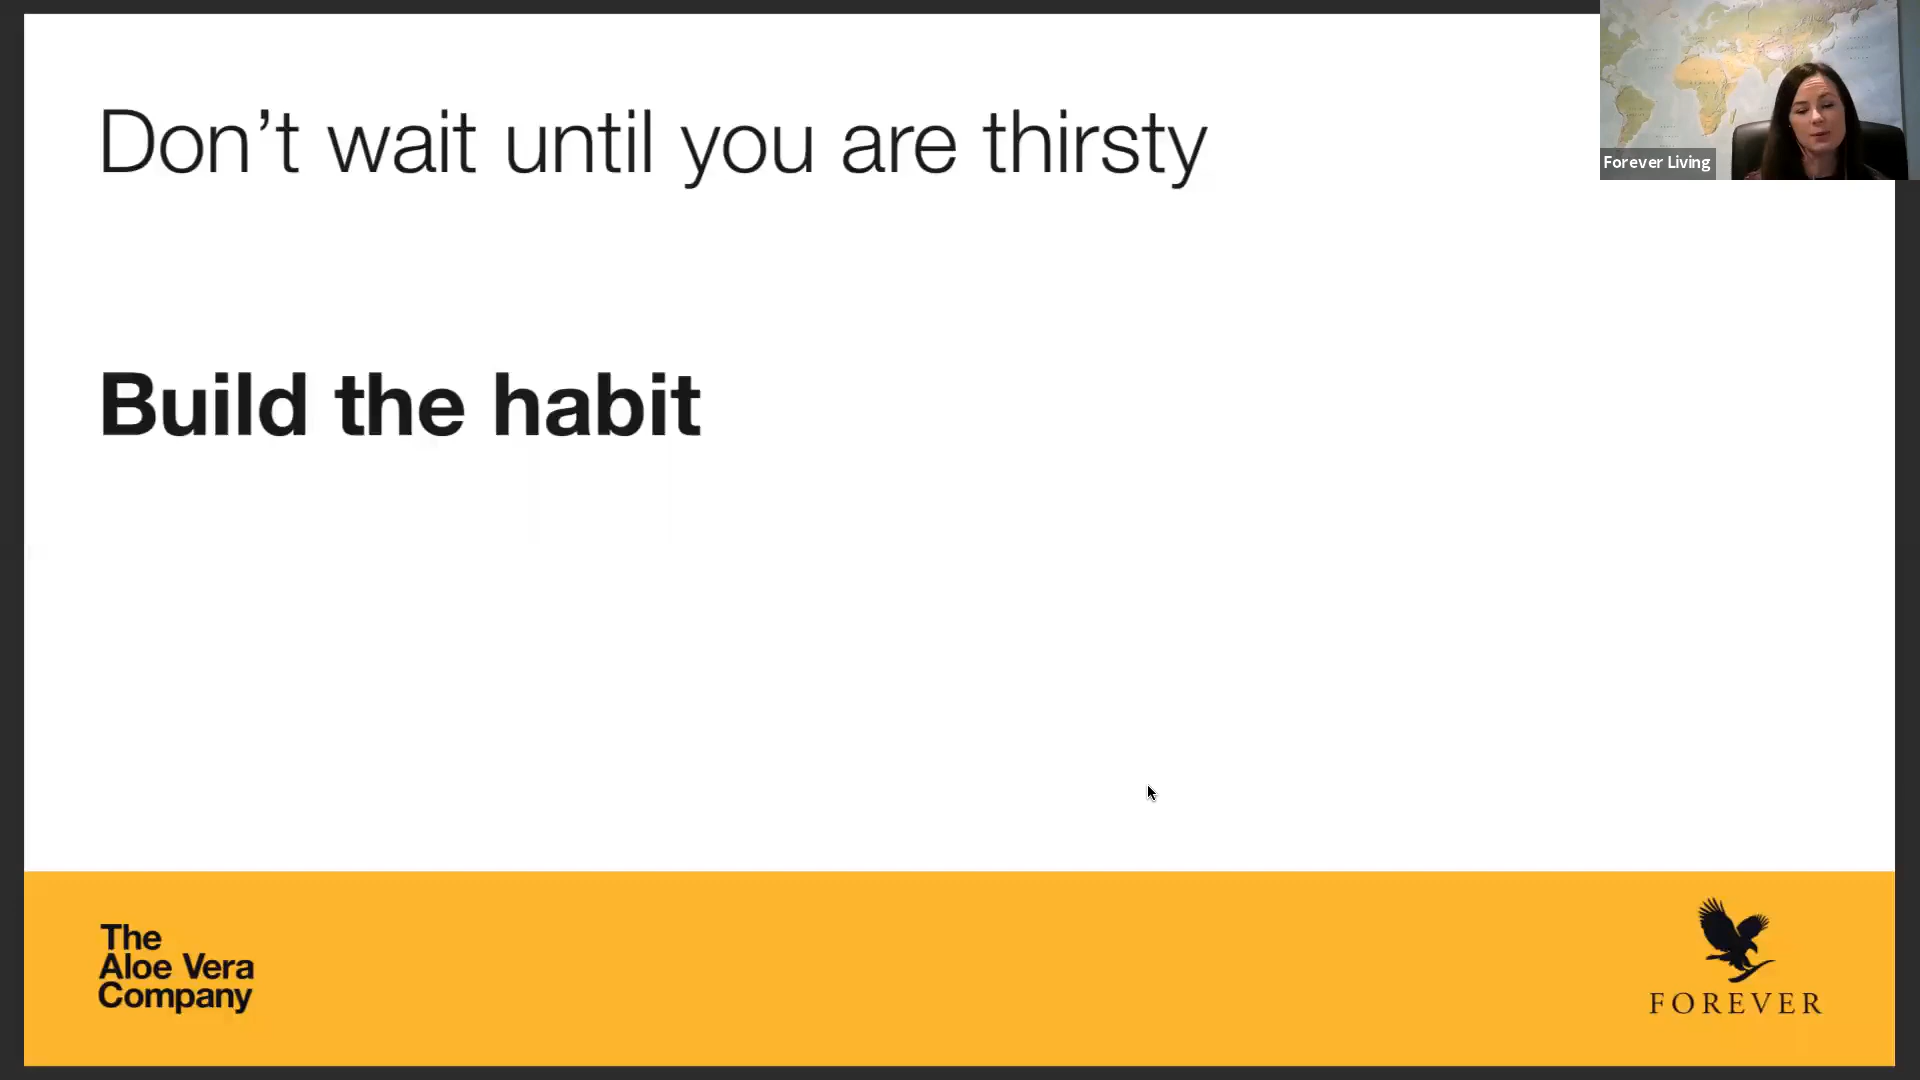 Don’t wait until you are thirsty
Forever Living
Build the habit
The
Aloe Vera
Company
FOREVER